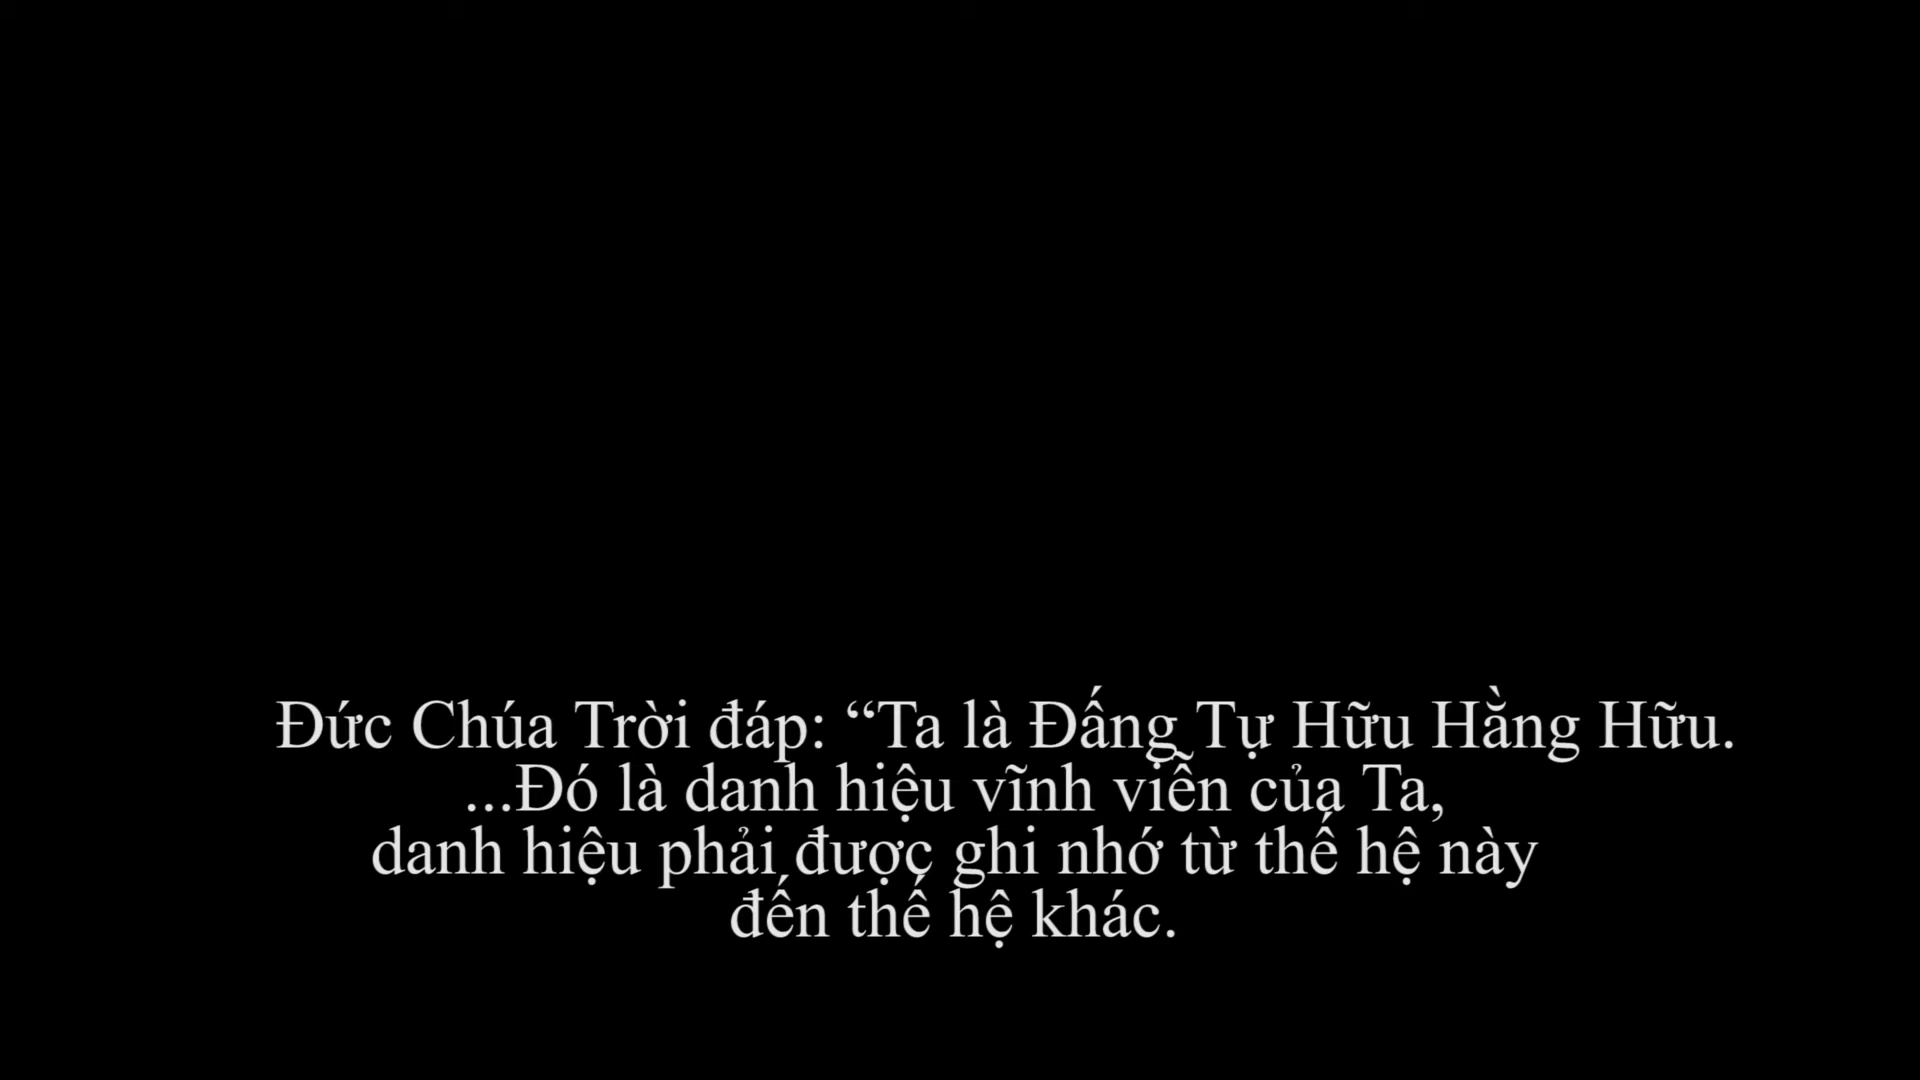 Đức Chúa Trời đáp: “Ta là Đấng Tự Hữu Hằng Hữu.
...Đó là danh hiệu vĩnh viễn của Ta,
danh hiệu phải được ghi nhớ từ thế hệ này
đến thế hệ khác.